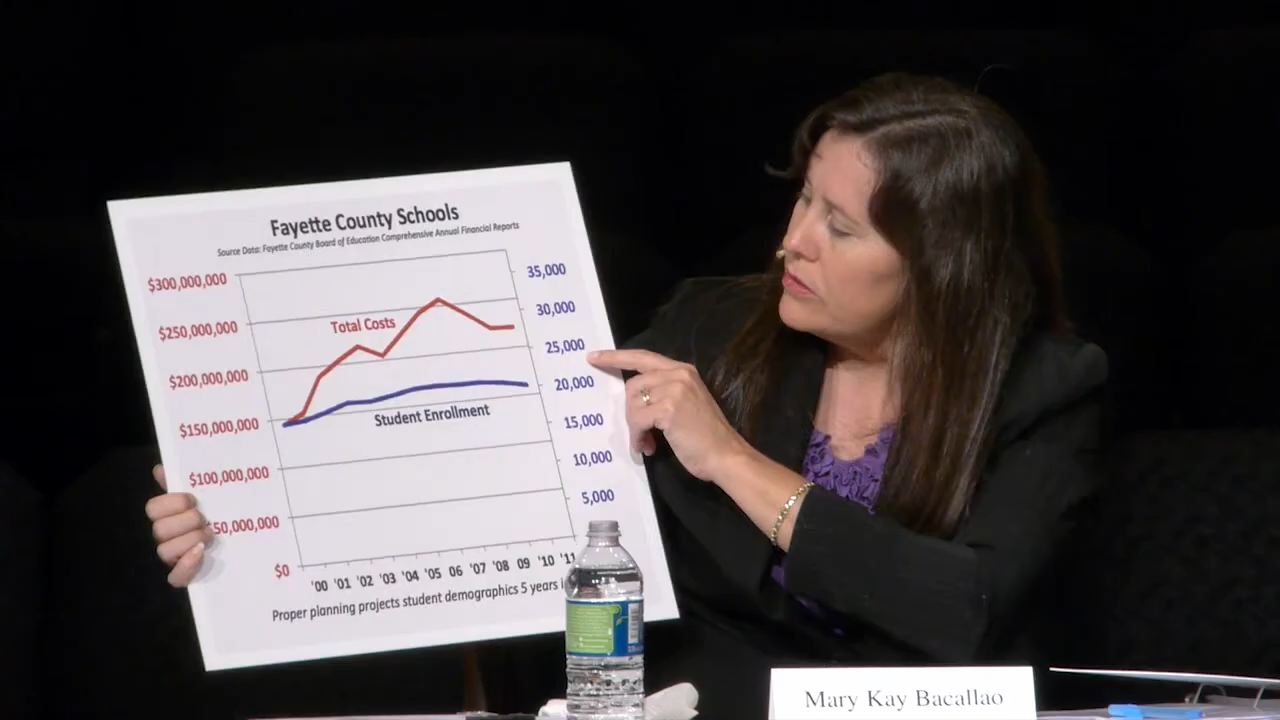 Fayette County Schools
Source Data: Fayette County Board of Education Comprehensive Annual Financial Reports
$300,000,000
$250,000,000
$200,000,000
$150,000,000
$100,000,000
$50,000,000
$0
Total Costs
Student Enrollment
35,000
30,000
25,000
20,000
15,000
10,000
5,000
'00 '01 '02 '03 '04 '05 06 '07 '08 09 '10 '11
Proper planning projects student demographics 5 years
Mary Kay Bacallao